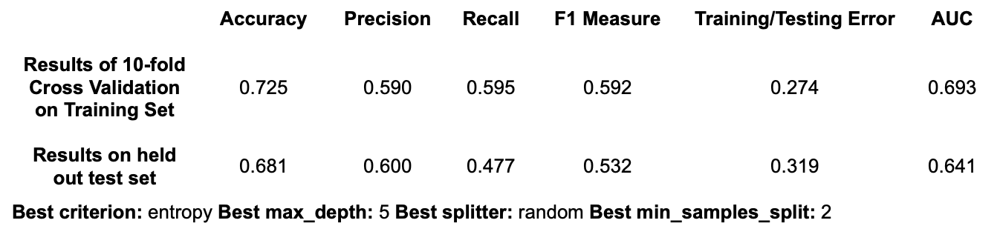 Accuracy Precision Recall F1 Measure Training/Testing Error AUC
Results of 10-fold
Cross Validation
on Training Set
0.725 0.590 0.595 0.592 0.274 0.693
Results on held
out test set
0.681 0.600 0.477 0.532 0.319 0.641
Best criterion: entropy Best max_depth: 5 Best splitter: random Best min_samples_split: 2